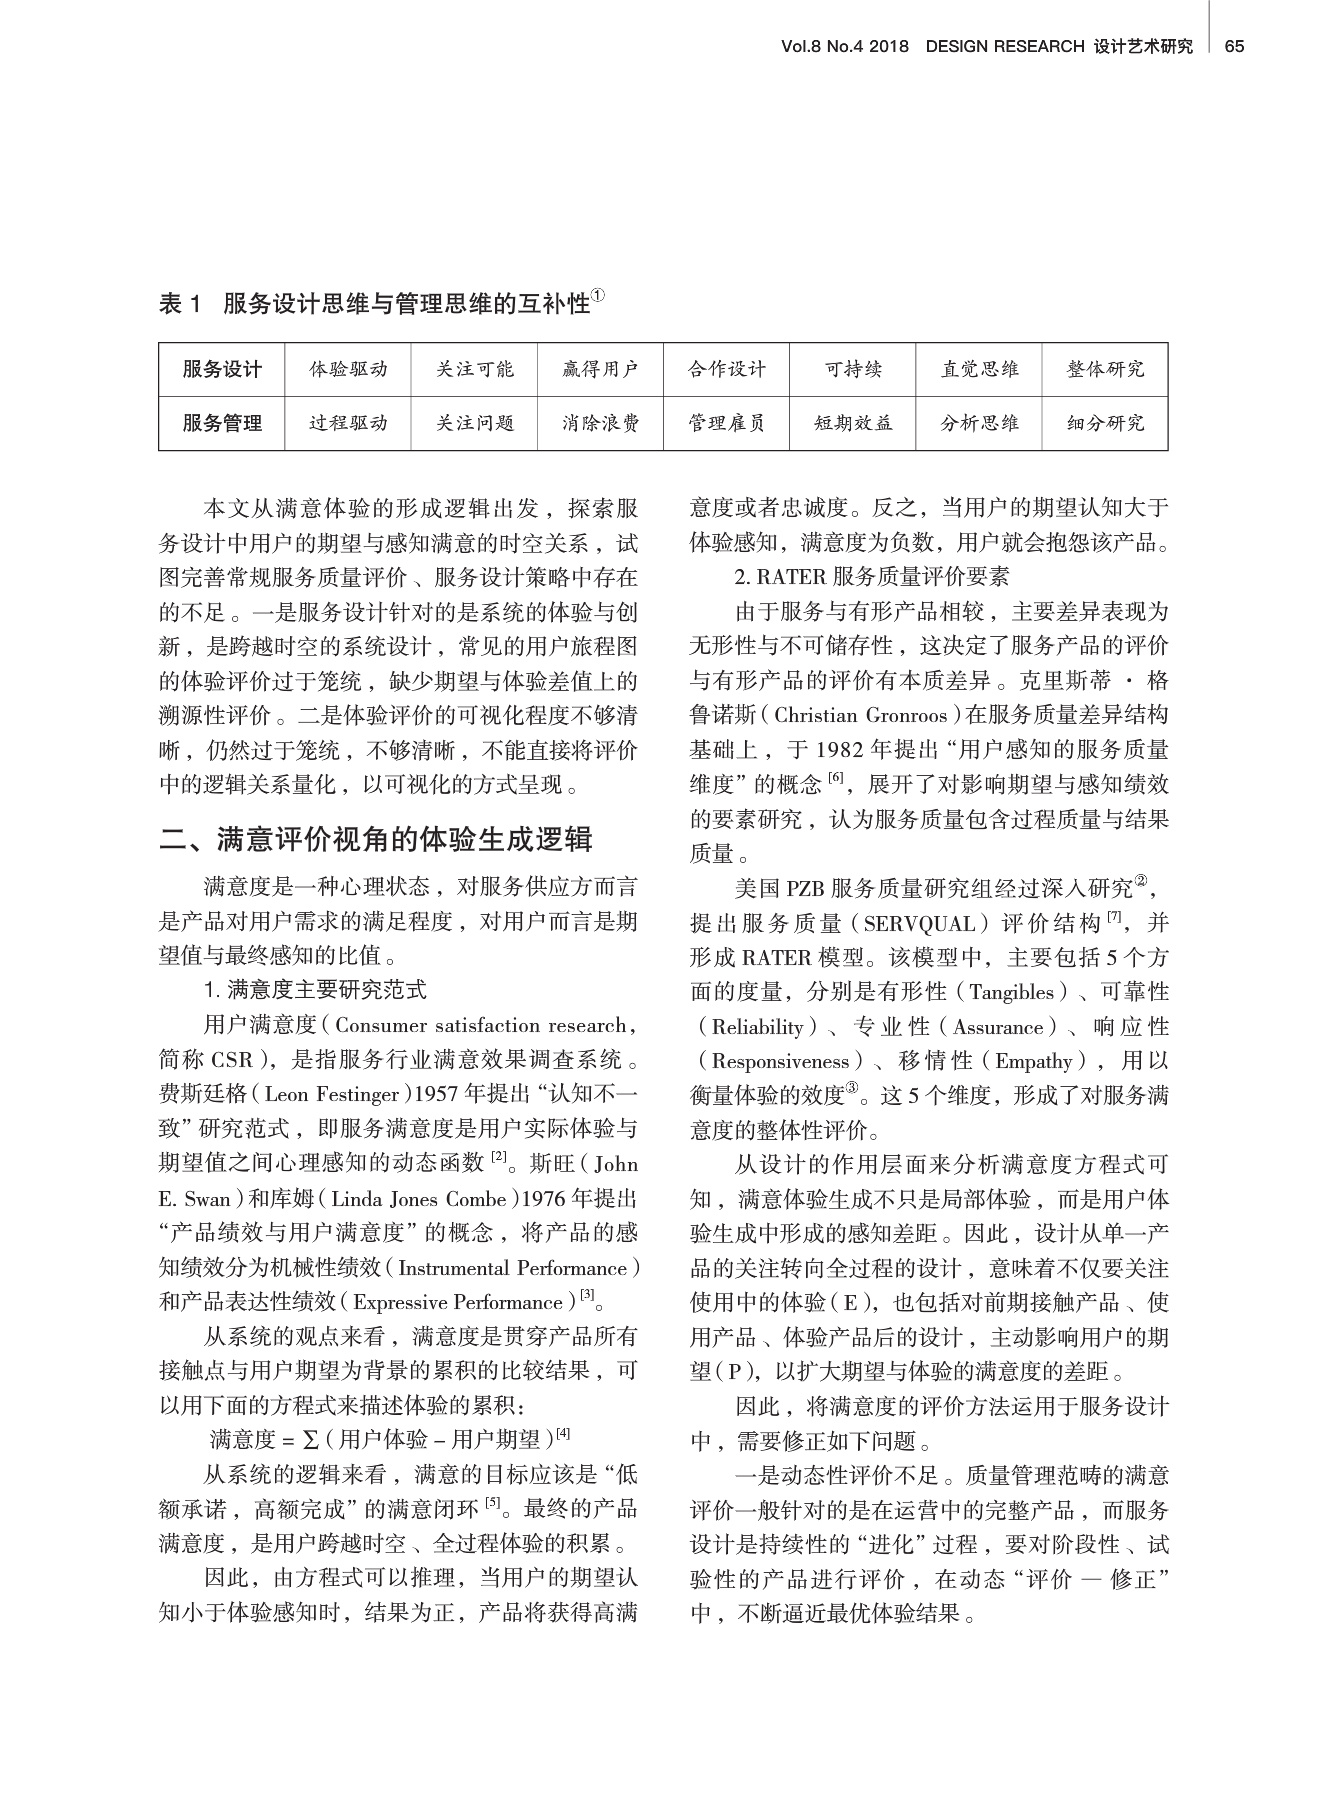 Vol.8 No.4 2018 DESIGN RESEARCH 设计艺术研究 65
表 1 服务设计思维与管理思维的互补性①
服务设计 体验驱动 关注可能 赢得用户 合作设计 可持续 直觉思维 整体研究
服务管理 过程驱动 关注问题 消除浪费 管理雇员 短期效益 分析思维 细分研究
本文从满意体验的形成逻辑出发，探索服
务设计中用户的期望与感知满意的时空关系，试
图完善常规服务质量评价、服务设计策略中存在
的不足。一是服务设计针对的是系统的体验与创
新，是跨越时空的系统设计，常见的用户旅程图
的体验评价过于笼统，缺少期望与体验差值上的
溯源性评价。二是体验评价的可视化程度不够清
晰，仍然过于笼统，不够清晰，不能直接将评价
中的逻辑关系量化，以可视化的方式呈现。
二、满意评价视角的体验生成逻辑
满意度是一种心理状态，对服务供应方而言
是产品对用户需求的满足程度，对用户而言是期
望值与最终感知的比值。
1. 满意度主要研究范式
用户满意度（Consumer satisfaction research，
简称 CSR），是指服务行业满意效果调查系统。
费斯廷格（Leon Festinger）1957 年提出“认知不一
致”研究范式，即服务满意度是用户实际体验与
期望值之间心理感知的动态函数 [2]。斯旺（John
E. Swan）和库姆（Linda Jones Combe）1976 年提出
“产品绩效与用户满意度”的概念，将产品的感
知绩效分为机械性绩效（Instrumental Performance）
和产品表达性绩效（Expressive Performance）[3]。
从系统的观点来看，满意度是贯穿产品所有
接触点与用户期望为背景的累积的比较结果，可
以用下面的方程式来描述体验的累积：
满意度 = ∑（用户体验 – 用户期望）[4]
从系统的逻辑来看，满意的目标应该是“低
额承诺，高额完成”的满意闭环 [5]。最终的产品
满意度，是用户跨越时空、全过程体验的积累。
因此，由方程式可以推理，当用户的期望认
知小于体验感知时，结果为正，产品将获得高满
意度或者忠诚度。反之，当用户的期望认知大于
体验感知，满意度为负数，用户就会抱怨该产品。
2. RATER 服务质量评价要素
由于服务与有形产品相较，主要差异表现为
无形性与不可储存性，这决定了服务产品的评价
与有形产品的评价有本质差异。克里斯蒂 · 格
鲁诺斯（Christian Gronroos）在服务质量差异结构
基础上，于 1982 年提出“用户感知的服务质量
维度”的概念 [6]，展开了对影响期望与感知绩效
的要素研究，认为服务质量包含过程质量与结果
质量。
美国 PZB 服务质量研究组经过深入研究②，
提出服务质量（SERVQUAL）评价结构 [7]，并
形成 RATER 模型。该模型中，主要包括 5 个方
面的度量，分别是有形性（Tangibles）、可靠性
（Reliability）、专业性（Assurance）、响应性
（Responsiveness）、移情性（Empathy），用以
衡量体验的效度③。这 5 个维度，形成了对服务满
意度的整体性评价。
从设计的作用层面来分析满意度方程式可
知，满意体验生成不只是局部体验，而是用户体
验生成中形成的感知差距。因此，设计从单一产
品的关注转向全过程的设计，意味着不仅要关注
使用中的体验（E），也包括对前期接触产品、使
用产品、体验产品后的设计，主动影响用户的期
望（P），以扩大期望与体验的满意度的差距。
因此，将满意度的评价方法运用于服务设计
中，需要修正如下问题。
一是动态性评价不足。质量管理范畴的满意
评价一般针对的是在运营中的完整产品，而服务
设计是持续性的“进化”过程，要对阶段性、试
验性的产品进行评价，在动态“评价 — 修正”
中，不断逼近最优体验结果。